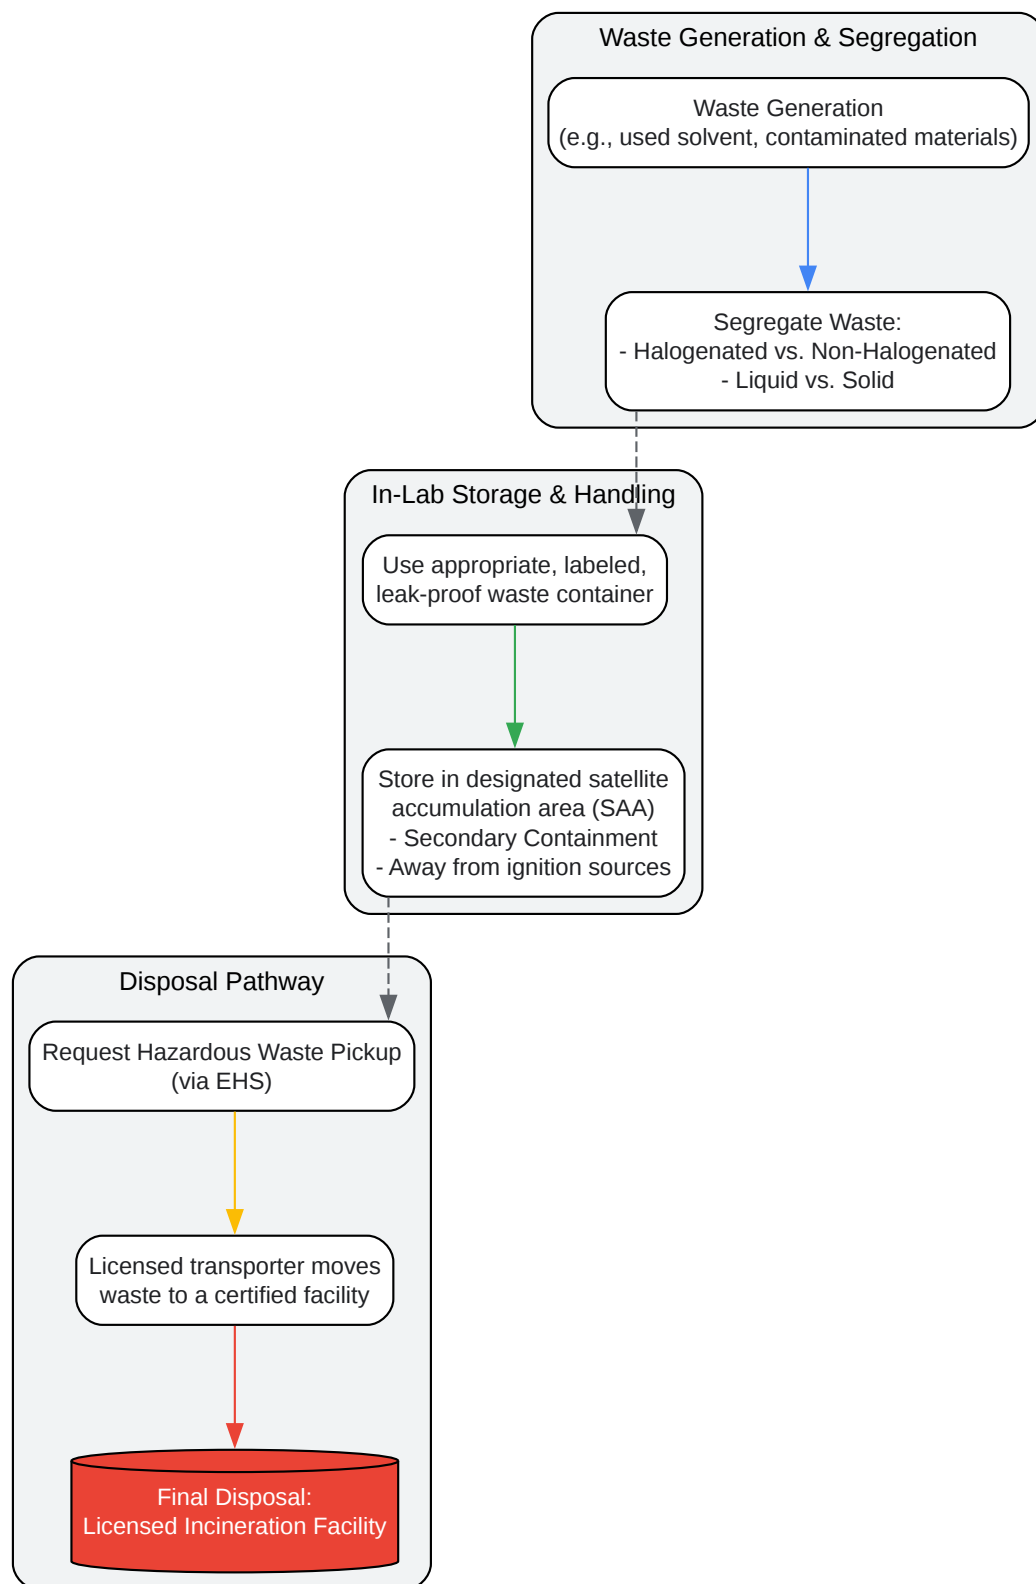 Waste Generation & Segregation
Waste Generation
(e.g., used solvent, contaminated materials)
Segregate Waste:
- Halogenated vs. Non-Halogenated
- Liquid vs. Solid
In-Lab Storage & Handling
Use appropriate, labeled,
leak-proof waste container
Store in designated satellite
accumulation area (SAA)
- Secondary Containment
- Away from ignition sources
Disposal Pathway
Request Hazardous Waste Pickup
(via EHS)
Licensed transporter moves
waste to a certified facility
Final Disposal:
Licensed Incineration Facility